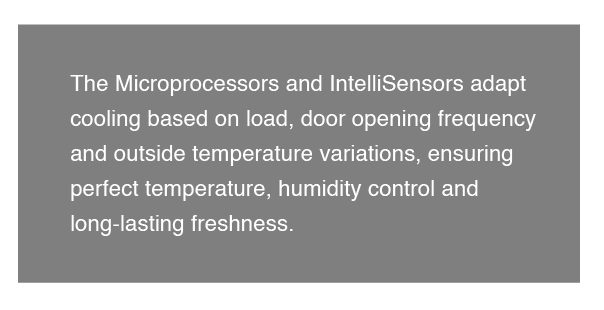 The Microprocessors and IntelliSensors adapt
cooling based on load, door opening frequency
and outside temperature variations, ensuring
perfect temperature, humidity control and
long-lasting freshness.